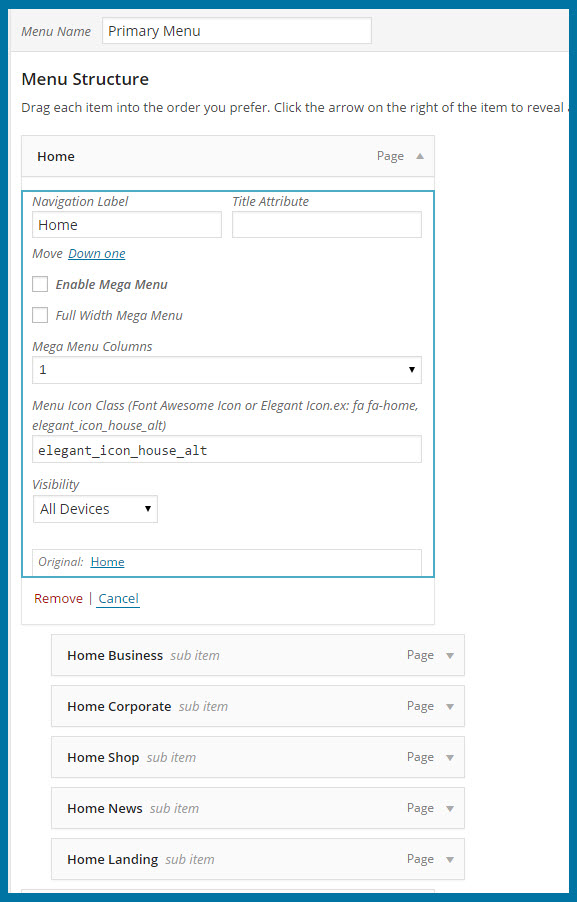 Menu Name Primary Menu
Menu Structure
Drag each item into the order you prefer. Click the arrow on the right of the item to reveal
Home Page
Navigation Label Title Attribute
Home
Move Down one
Enable Mega Menu
Full Width Mega Menu
Mega Menu Columns
1
Menu Icon Class (Font Awesome Icon or Elegant Icon.ex: fa fa-home,
elegant_icon_house_alt)
elegant_icon_house_alt
Visibility
All Devices
Original: Home
Remove | Cancel
Home Business sub item Page
Home Corporate sub item Page
Home Shop sub item Page
Home News sub item Page
Home Landing sub item Page